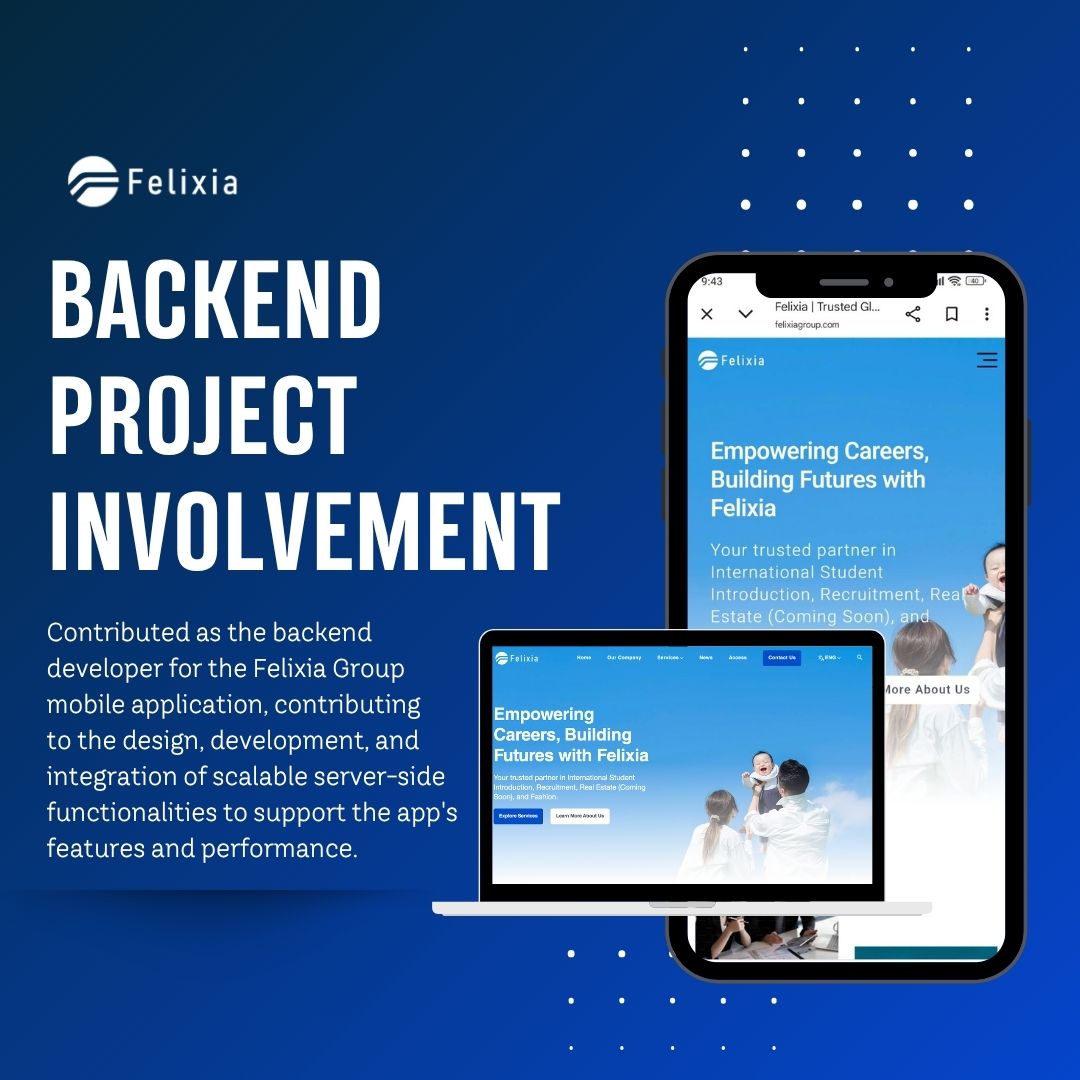 Felixia
BACKEND
PROJECT
INVOLVEMENT
Contributed as the backend
developer for the Felixia Group
mobile application, contributing
to the design, development, and
integration of scalable server-side
functionalities to support the app's
features and performance.
9:43
40
Felixia | Trusted Gl...
felixiagroup.com
Felixia
Empowering Careers,
Building Futures with
Felixia
Your trusted partner in
International Student
Introduction, Recruitment, Real
Estate (Coming Soon), and
More About Us
Felixia
Home Our Company Services News Access Contact Us ENG
Empowering
Careers, Building
Futures with Felixia
Your trusted partner in International Student
Introduction, Recruitment, Real Estate (Coming
Soon), and Fashion.
Explore Services Learn More About Us